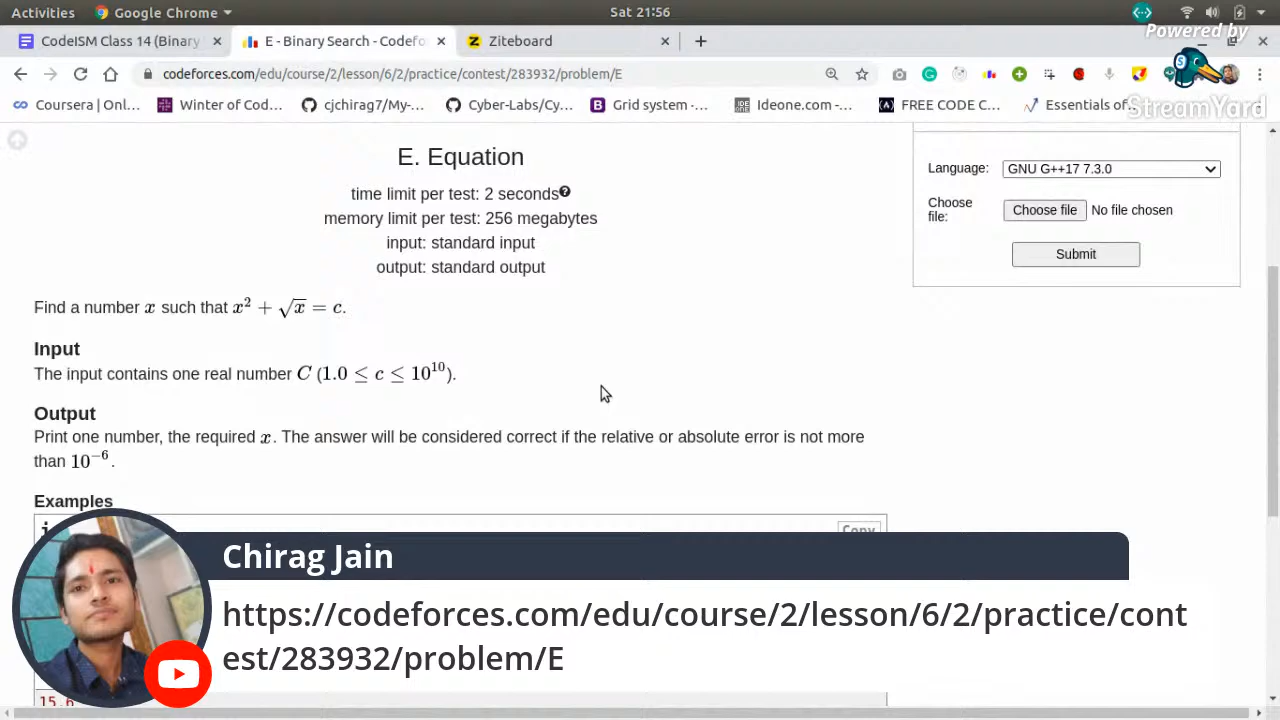 Activities Google Chrome Sat 21:56
Powered by
StreamYard
CodeISM Class 14 (Binary E - Binary Search - Codefo Ziteboard
codeforces.com/edu/course/2/lesson/6/2/practice/contest/283932/problem/E
Coursera | Onl... Winter of Cod... cjchirag7/My-... Cyber-Labs/Cy... Grid system -... Ideone.com -... FREE CODE C... Essentials of
E. Equation
time limit per test: 2 seconds
memory limit per test: 256 megabytes
input: standard input
output: standard output
Language: GNU G++17 7.3.0
Choose file: Choose file No file chosen
Submit
Find a number x such that x² + √x = c.
Input
The input contains one real number C (1.0 ≤ c ≤ 10¹⁰).
Output
Print one number, the required x. The answer will be considered correct if the relative or absolute error is not more
than 10⁻⁶.
Examples
Copy
Chirag Jain
https://codeforces.com/edu/course/2/lesson/6/2/practice/cont
est/283932/problem/E